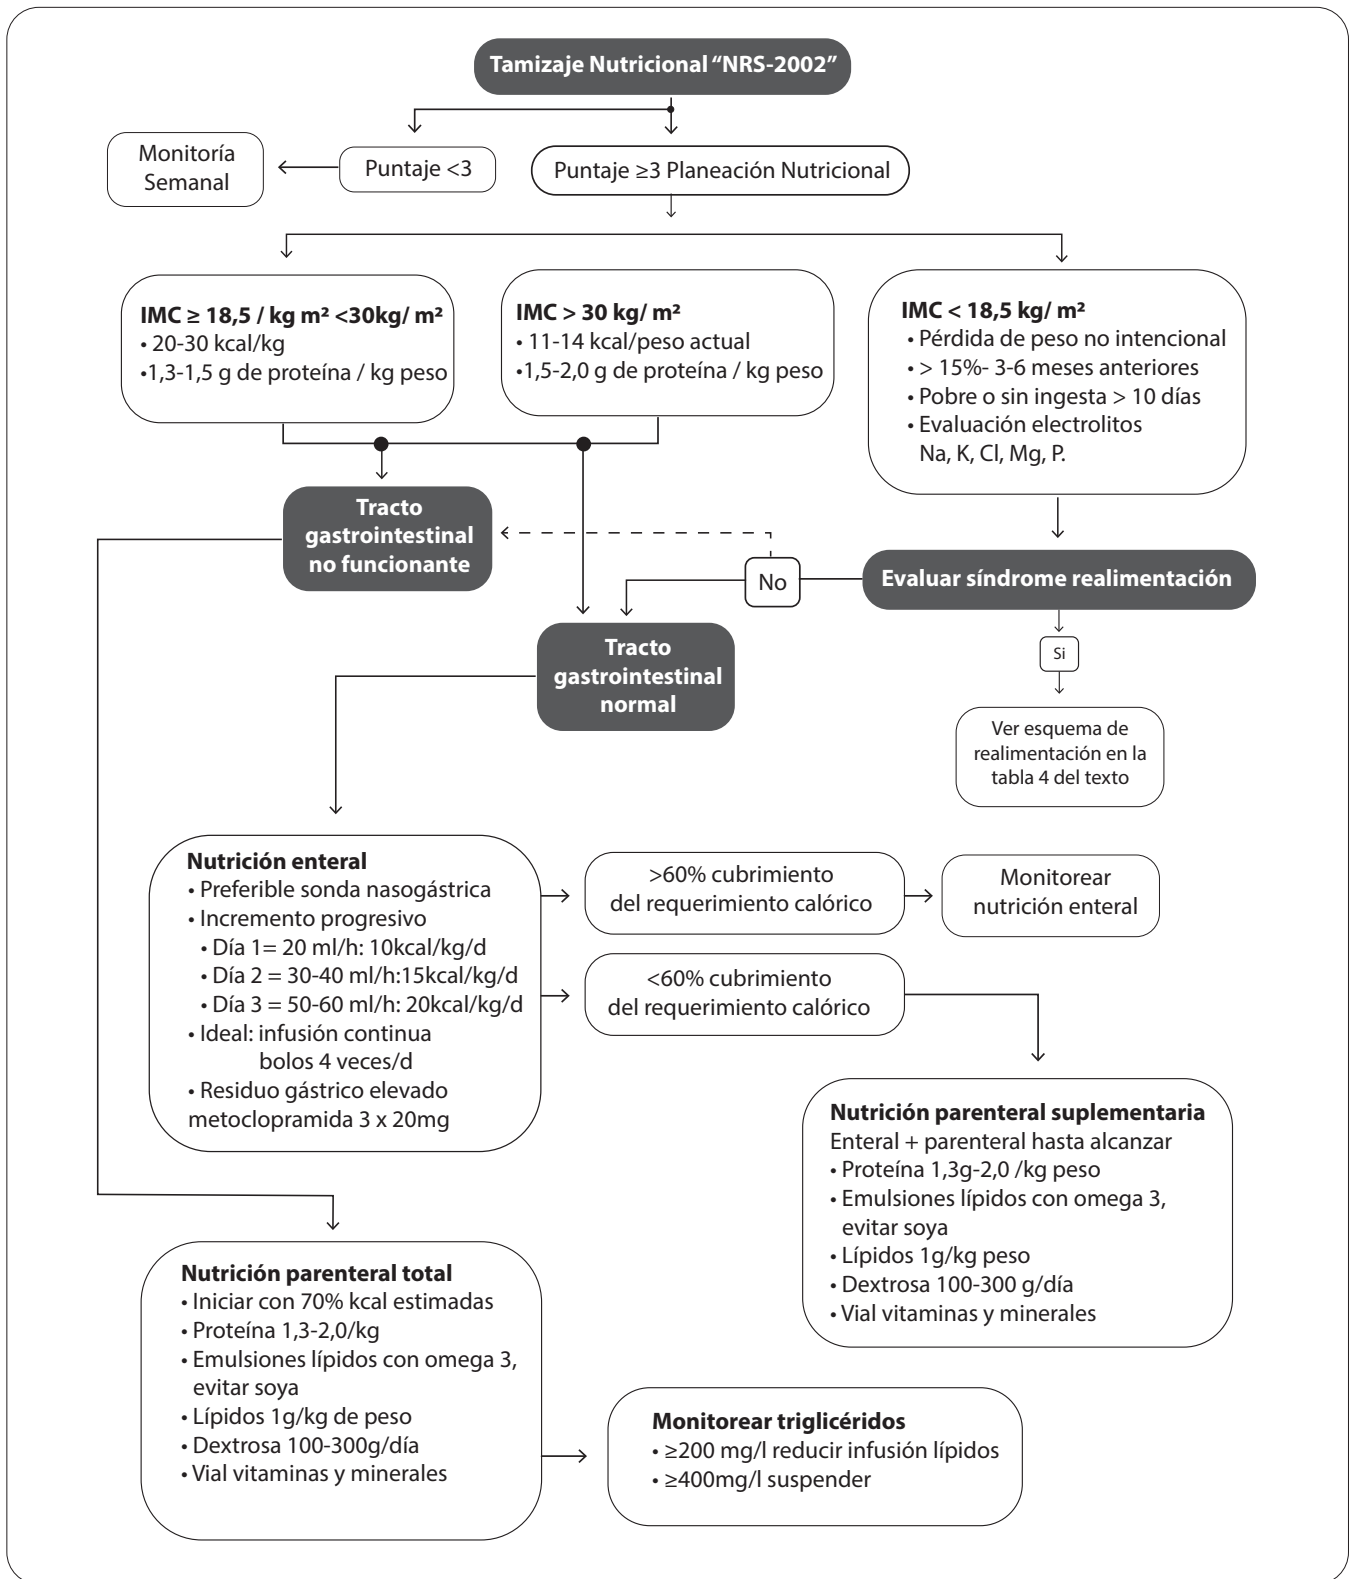 Tamizaje Nutricional “NRS-2002”
Monitoría
Semanal
Puntaje <3
Puntaje ≥3 Planeación Nutricional
IMC ≥ 18,5 / kg m² <30kg/ m²
• 20-30 kcal/kg
•1,3-1,5 g de proteína / kg peso
IMC > 30 kg/ m²
• 11-14 kcal/peso actual
•1,5-2,0 g de proteína / kg peso
IMC < 18,5 kg/ m²
• Pérdida de peso no intencional
• > 15%- 3-6 meses anteriores
• Pobre o sin ingesta > 10 días
• Evaluación electrolitos
Na, K, Cl, Mg, P.
Tracto
gastrointestinal
no funcionante
No
Evaluar síndrome realimentación
Tracto
gastrointestinal
normal
Si
Ver esquema de
realimentación en la
tabla 4 del texto
Nutrición enteral
• Preferible sonda nasogástrica
• Incremento progresivo
• Día 1= 20 ml/h: 10kcal/kg/d
• Día 2 = 30-40 ml/h:15kcal/kg/d
• Día 3 = 50-60 ml/h: 20kcal/kg/d
• Ideal: infusión continua
bolos 4 veces/d
• Residuo gástrico elevado
metoclopramida 3 x 20mg
>60% cubrimiento
del requerimiento calórico
Monitorear
nutrición enteral
<60% cubrimiento
del requerimiento calórico
Nutrición parenteral suplementaria
Enteral + parenteral hasta alcanzar
• Proteína 1,3g-2,0 /kg peso
• Emulsiones lípidos con omega 3,
evitar soya
• Lípidos 1g/kg peso
• Dextrosa 100-300 g/día
• Vial vitaminas y minerales
Nutrición parenteral total
• Iniciar con 70% kcal estimadas
• Proteína 1,3-2,0/kg
• Emulsiones lípidos con omega 3,
evitar soya
• Lípidos 1g/kg de peso
• Dextrosa 100-300g/día
• Vial vitaminas y minerales
Monitorear triglicéridos
• ≥200 mg/l reducir infusión lípidos
• ≥400mg/l suspender